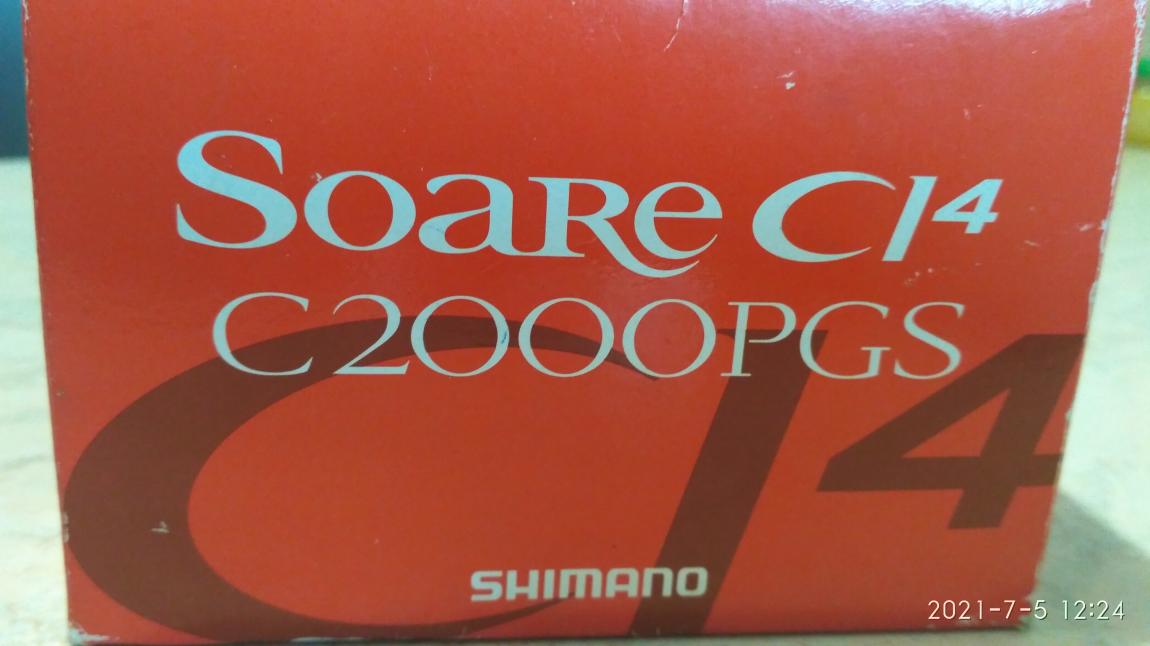 Soare CI4
C2000PGS
CI4
SHIMANO
2021-7-5 12:24